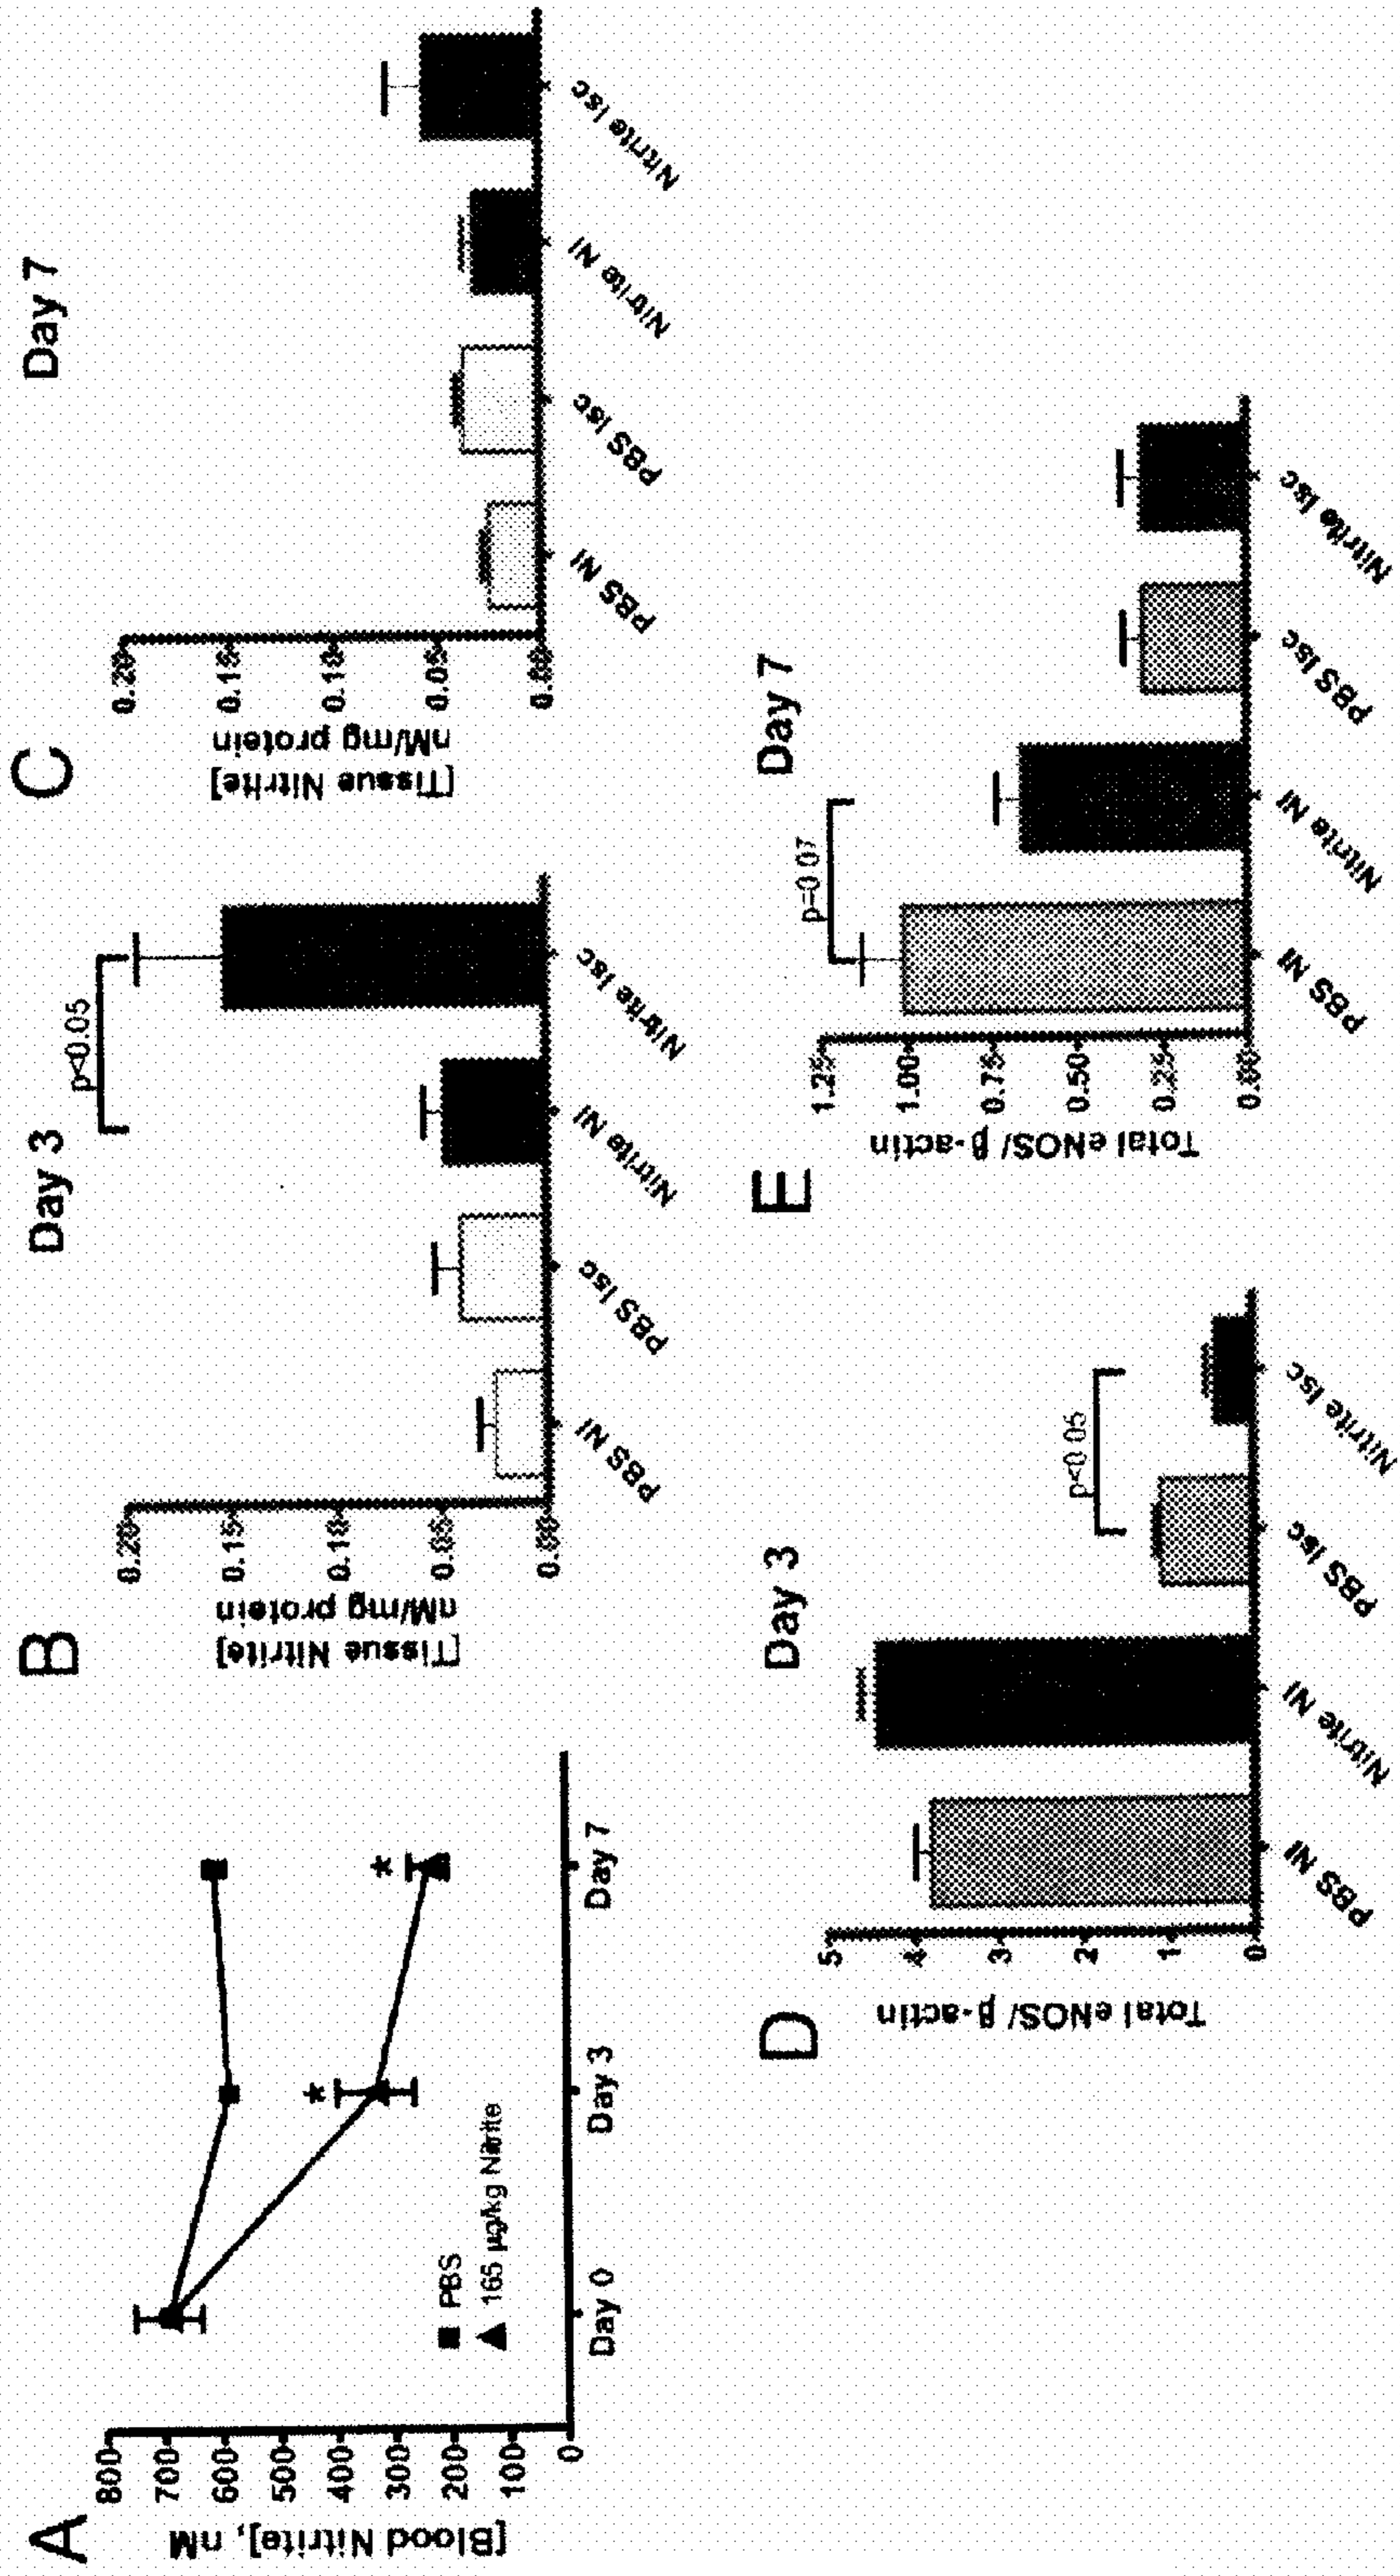 A
[Blood Nitrite], nM
800
700
600
500
400
300
200
100
0
*
*
PBS
165 µg/kg Nitrite
Day 0
Day 3
Day 7
B
Day 3
[Tissue Nitrite]
nM/mg protein
0.20
0.15
0.10
0.05
0.00
p<0.05
PBS NI
PBS Isc
Nitrite NI
Nitrite Isc
C
Day 7
[Tissue Nitrite]
nM/mg protein
0.20
0.15
0.10
0.05
0.00
PBS NI
PBS Isc
Nitrite NI
Nitrite Isc
D
Day 3
Total eNOS/ β-actin
5
4
3
2
1
0
p<0.05
PBS NI
Nitrite NI
PBS Isc
Nitrite Isc
E
Day 7
Total eNOS/ β-actin
1.25
1.00
0.75
0.50
0.25
0.00
p=0.07
PBS NI
Nitrite NI
PBS Isc
Nitrite Isc